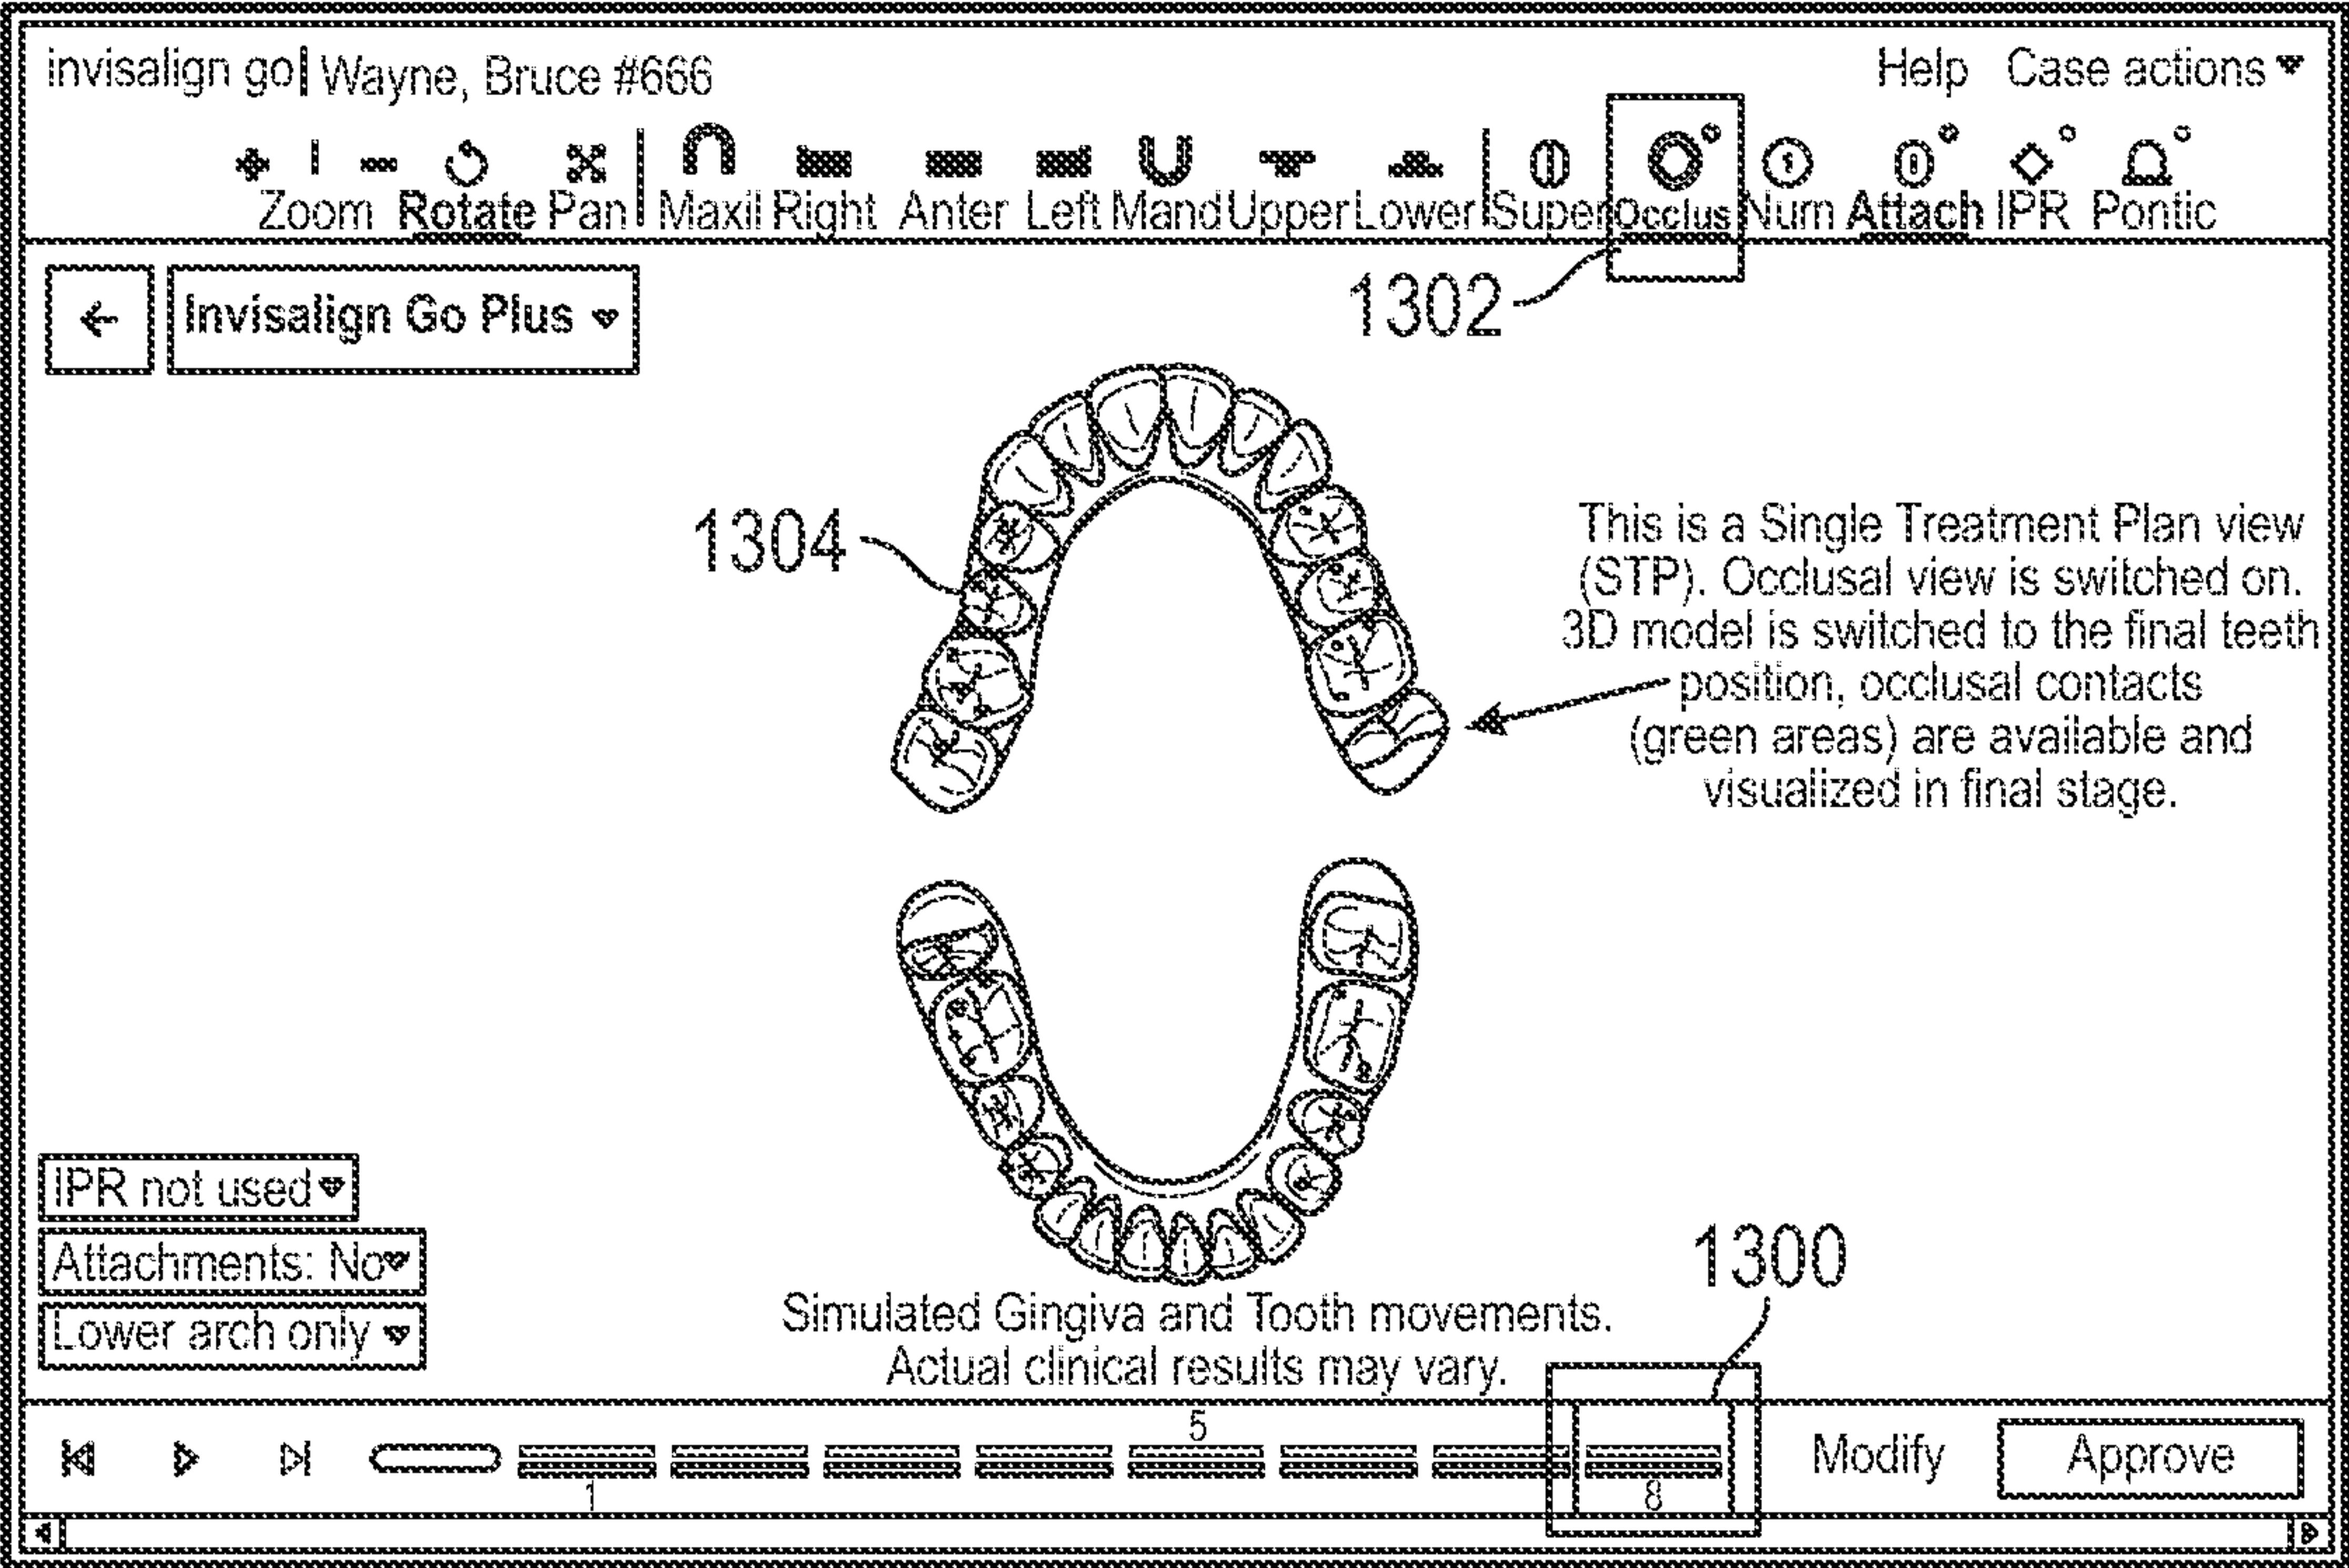 invisalign go| Wayne, Bruce #666
Help Case actions
Zoom Rotate Pan Maxil Right Anter Left Mand Upper Lower Super Occlus Num Attach IPR Pontic
1302
Invisalign Go Plus
1304
This is a Single Treatment Plan view
(STP). Occlusal view is switched on.
3D model is switched to the final teeth
position, occlusal contacts
(green areas) are available and
visualized in final stage.
IPR not used
Attachments: No
Lower arch only
1300
Simulated Gingiva and Tooth movements.
Actual clinical results may vary.
5
1
8
Modify Approve